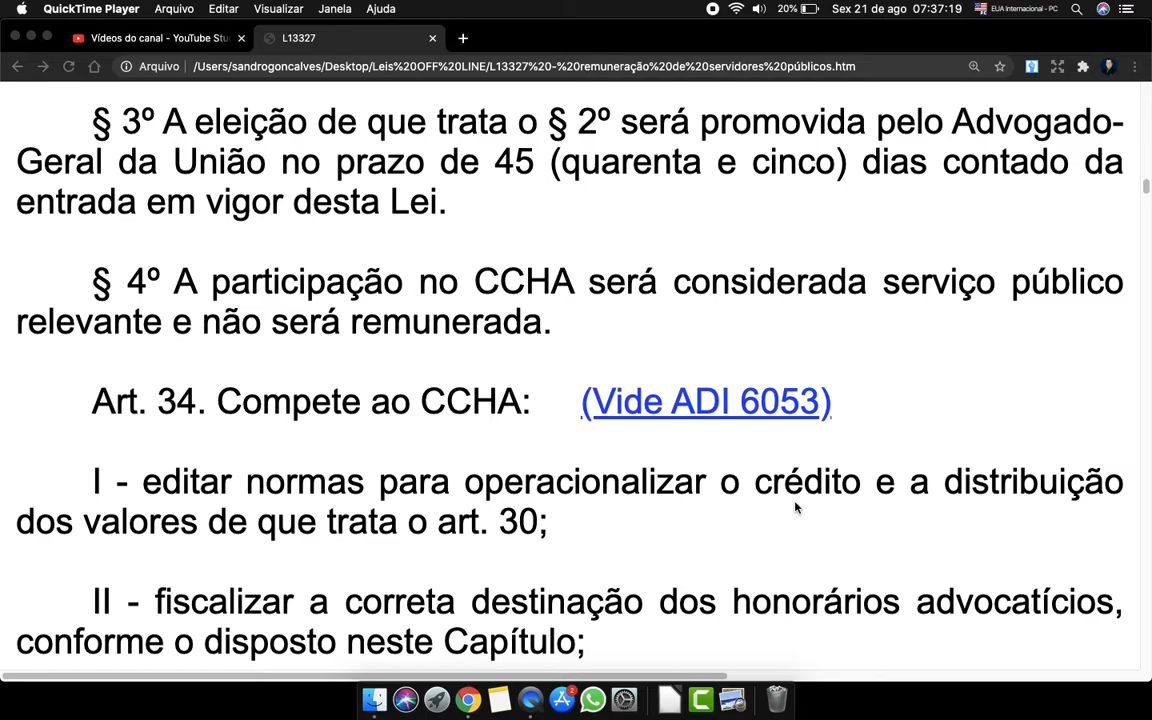 QuickTime Player Arquivo Editar Visualizar Janela Ajuda 20% Sex 21 de ago 07:37:19 EUA Internacional - PC
Vídeos do canal - YouTube Stu
L13327
Arquivo /Users/sandrogoncalves/Desktop/Leis%20OFF%20LINE/L13327%20-%20remuneração%20de%20servidores%20públicos.htm
§ 3º A eleição de que trata o § 2º será promovida pelo Advogado-
Geral da União no prazo de 45 (quarenta e cinco) dias contado da
entrada em vigor desta Lei.
§ 4º A participação no CCHA será considerada serviço público
relevante e não será remunerada.
Art. 34. Compete ao CCHA: (Vide ADI 6053)
I - editar normas para operacionalizar o crédito e a distribuição
dos valores de que trata o art. 30;
II - fiscalizar a correta destinação dos honorários advocatícios,
conforme o disposto neste Capítulo;
2